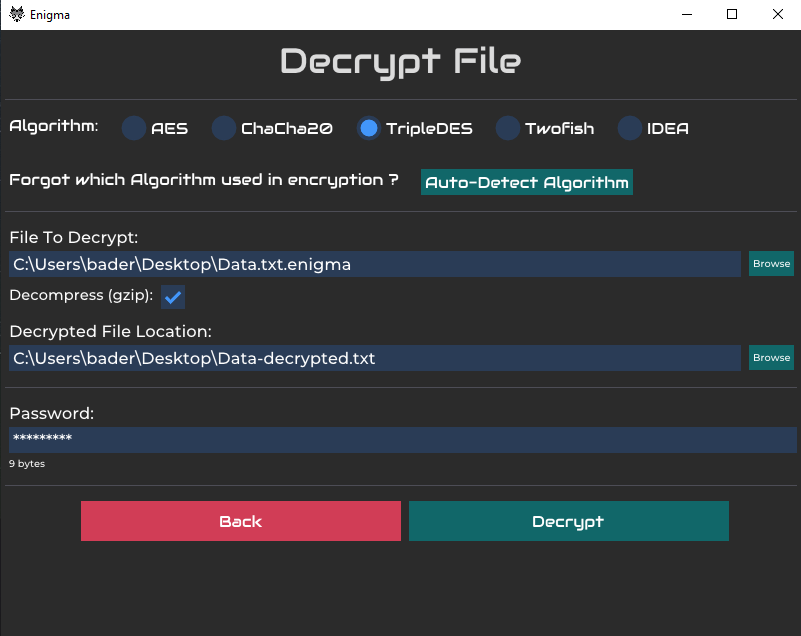 Enigma
Decrypt File
Algorithm: AES ChaCha20 TripleDES Twofish IDEA
Forgot which Algorithm used in encryption ? Auto-Detect Algorithm
File To Decrypt:
C:\Users\bader\Desktop\Data.txt.enigma Browse
Decompress (gzip):
Decrypted File Location:
C:\Users\bader\Desktop\Data-decrypted.txt Browse
Password:
*********
9 bytes
Back Decrypt